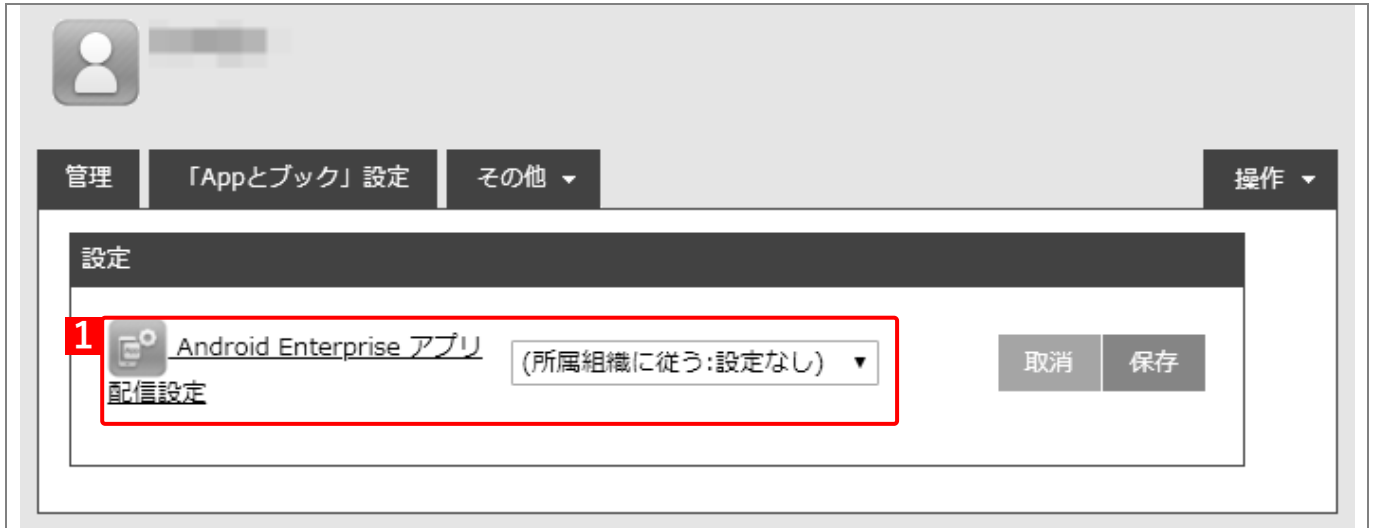 管理 「Appとブック」設定 その他 ▼ 操作 ▼
設定
1 Android Enterprise アプリ
配信設定
(所属組織に従う:設定なし) ▼
取消 保存